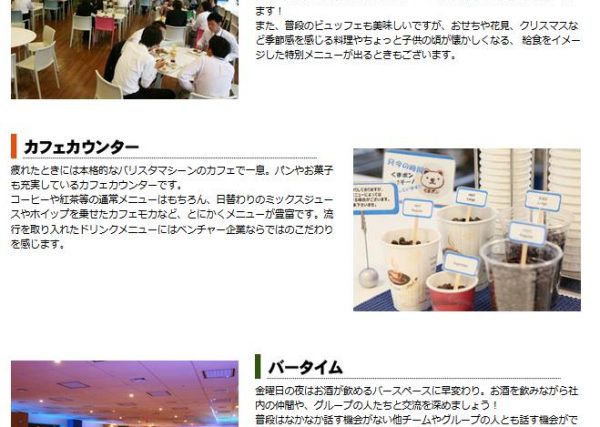 ます！
また、普段のビュッフェも美味しいですが、おせちや花見、クリスマスな
ど季節感を感じる料理やちょっと子供の頃が懐かしくなる、給食をイメー
ジした特別メニューが出るときもございます。
カフェカウンター
疲れたときには本格的なバリスタマシーンのカフェで一息。パンやお菓子
も充実しているカフェカウンターです。
コーヒーや紅茶等の通常メニューはもちろん、日替わりのミックスジュー
スやホイップを乗せたカフェモカなど、とにかくメニューが豊富です。流
行を取り入れたドリンクメニューにはベンチャー企業ならではのこだわり
を感じます。
只今の時間
くまポン
バータイム
金曜日の夜はお酒が飲めるバースペースに早変わり。お酒を飲みながら社
内の仲間や、グループの人たちと交流を深めましょう！
普段はなかなか話す機会がない他チームやグループの人とも話す機会がで